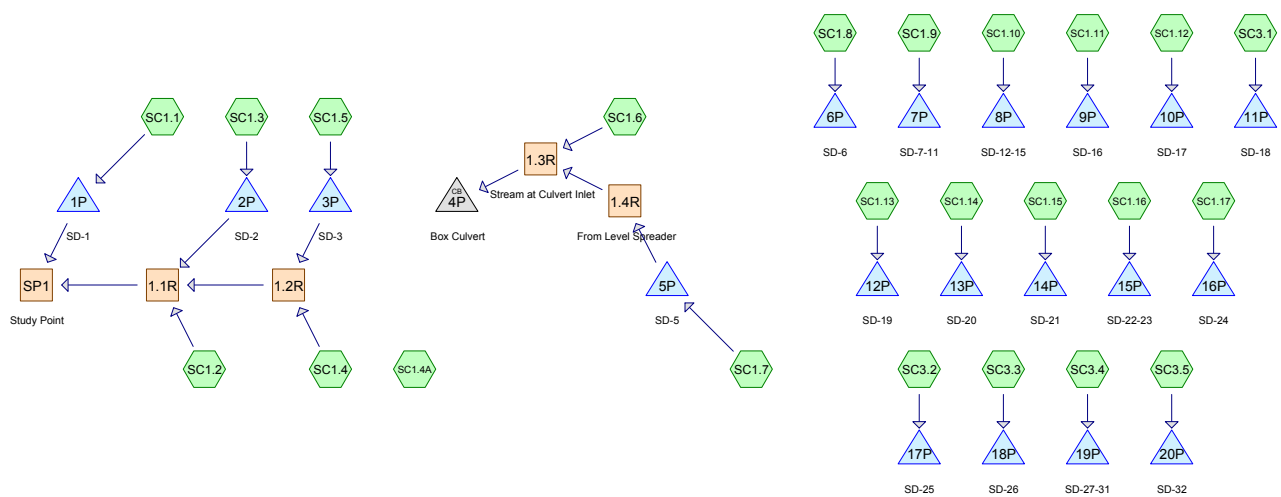 SC1.8
SC1.9
SC1.10
SC1.11
SC1.12
SC3.1
6P
7P
8P
9P
10P
11P
SD-6
SD-7-11
SD-12-15
SD-16
SD-17
SD-18
SC1.1
SC1.3
SC1.5
SC1.6
1.3R
Stream at Culvert Inlet
1P
2P
3P
CB
4P
1.4R
SD-1
SD-2
SD-3
Box Culvert
From Level Spreader
SC1.13
SC1.14
SC1.15
SC1.16
SC1.17
SP1
1.1R
1.2R
5P
12P
13P
14P
15P
16P
Study Point
SD-5
SD-19
SD-20
SD-21
SD-22-23
SD-24
SC1.2
SC1.4
SC1.4A
SC1.7
SC3.2
SC3.3
SC3.4
SC3.5
17P
18P
19P
20P
SD-25
SD-26
SD-27-31
SD-32